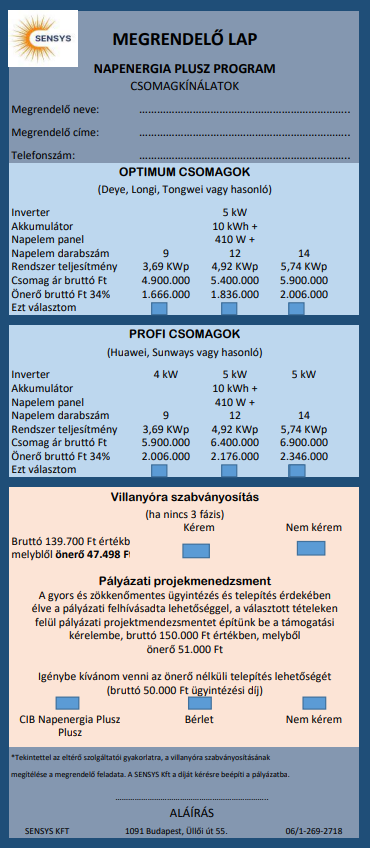 SENSYS
MEGRENDELŐ LAP
NAPENERGIA PLUSZ PROGRAM
CSOMAGKÍNÁLATOK
Megrendelő neve: ……………………………………………………………..
Megrendelő címe: ……………………………………………………………..
Telefonszám: ……………………………………………………………..
OPTIMUM CSOMAGOK
(Deye, Longi, Tongwei vagy hasonló)
Inverter 5 kW
Akkumulátor 10 kWh +
Napelem panel 410 W +
Napelem darabszám 9 12 14
Rendszer teljesítmény 3,69 KWp 4,92 KWp 5,74 KWp
Csomag ár bruttó Ft 4.900.000 5.400.000 5.900.000
Önerő bruttó Ft 34% 1.666.000 1.836.000 2.006.000
Ezt választom
PROFI CSOMAGOK
(Huawei, Sunways vagy hasonló)
Inverter 4 kW 5 kW 5 kW
Akkumulátor 10 kWh +
Napelem panel 410 W +
Napelem darabszám 9 12 14
Rendszer teljesítmény 3,69 KWp 4,92 KWp 5,74 KWp
Csomag ár bruttó Ft 5.900.000 6.400.000 6.900.000
Önerő bruttó Ft 34% 2.006.000 2.176.000 2.346.000
Ezt választom
Villanyóra szabványosítás
(ha nincs 3 fázis)
Kérem Nem kérem
Bruttó 139.700 Ft értékb
melyből önerő 47.498 F
Pályázati projekmenedzsment
A gyors és zökkenőmentes ügyintézés és telepítés érdekében
élve a pályázati felhívásadta lehetőséggel, a választott tételeken
felül pályázati projektmendezsmentet építünk be a támogatási
kérelembe, bruttó 150.000 Ft értékben, melyből
önerő 51.000 Ft
Igénybe kívánom venni az önerő nélküli telepítés lehetőségét
(bruttó 50.000 Ft ügyintézési díj)
CIB Napenergia Plusz Bérlet Nem kérem
Plusz
*Tekintettel az eltérő szolgáltatói gyakorlatra, a villanyóra szabványosításának
megítélése a megrendelő feladata. A SENSYS Kft a díját kérésre beépíti a pályázatba.
……………………………………………….
ALÁÍRÁS
SENSYS KFT 1091 Budapest, Üllői út 55. 06/1-269-2718